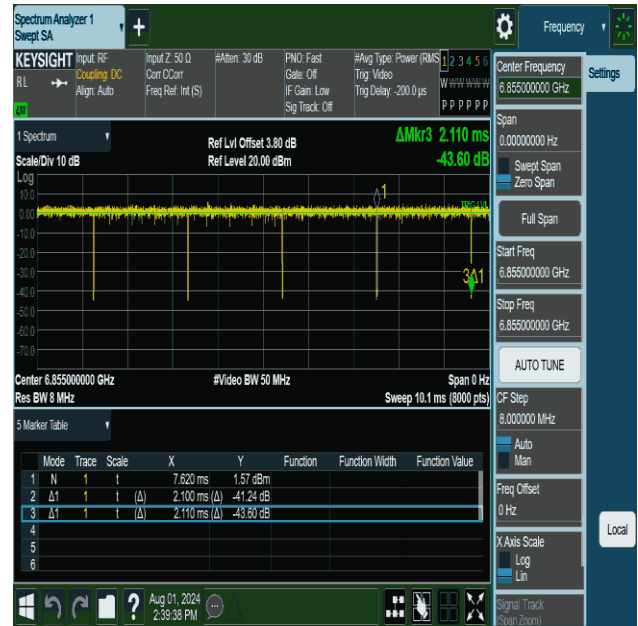 Spectrum Analyzer 1
Swept SA
+
Frequency
KEYSIGHT
RL
Input: RF
Coupling: DC
Align: Auto
Input Z: 50 Ω
Corr CCorr
Freq Ref: Int (S)
#Atten: 30 dB
PNO: Fast
Gate: Off
IF Gain: Low
Sig Track: Off
#Avg Type: Power (RMS
Trig: Video
Trig Delay: -200.0 µs
1 2 3 4 5 6
W W W W W W
P P P P P P
Center Frequency
6.855000000 GHz
Settings
Span
0.00000000 Hz
Swept Span
Zero Span
Full Span
Start Freq
6.855000000 GHz
Stop Freq
6.855000000 GHz
AUTO TUNE
CF Step
8.000000 MHz
Auto
Man
Freq Offset
0 Hz
X Axis Scale
Log
Lin
Signal Track
(Span Zoom)
Local
1 Spectrum
Scale/Div 10 dB
Ref Lvl Offset 3.80 dB
Ref Level 20.00 dBm
ΔMkr3 2.110 ms
-43.60 dB
Log
10.0
0.00
-10.0
-20.0
-30.0
-40.0
-50.0
-60.0
-70.0
1
TRIG LVL
3Δ1
Center 6.855000000 GHz
Res BW 8 MHz
#Video BW 50 MHz
Span 0 Hz
Sweep 10.1 ms (8000 pts)
5 Marker Table
Mode Trace Scale X Y Function Function Width Function Value
1 N 1 t 7.620 ms 1.57 dBm
2 Δ1 1 t (Δ) 2.100 ms (Δ) -41.24 dB
3 Δ1 1 t (Δ) 2.110 ms (Δ) -43.60 dB
4
5
6
?
Aug 01, 2024
2:39:38 PM